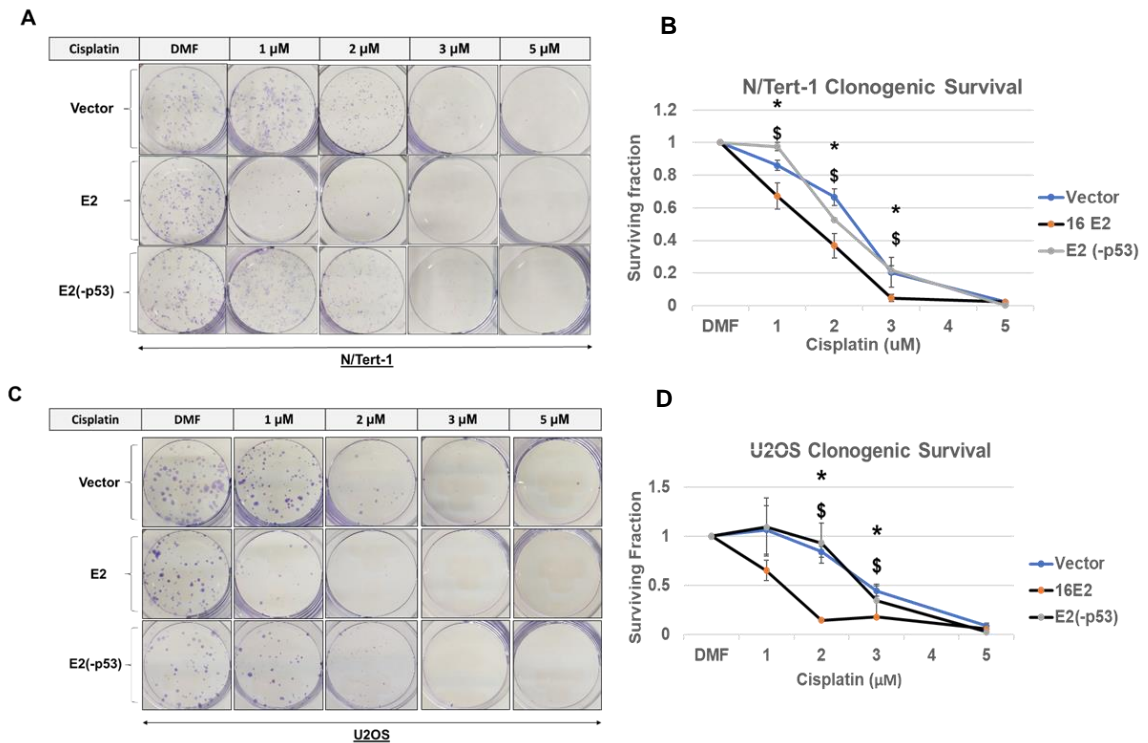 A
Cisplatin DMF 1 µM 2 µM 3 µM 5 µM
Vector
E2
E2(-p53)
N/Tert-1
B
N/Tert-1 Clonogenic Survival
*
$
*
$
*
$
1.2
1
0.8
0.6
0.4
0.2
0
Surviving fraction
DMF 1 2 3 4 5
Cisplatin (uM)
Vector
16 E2
E2 (-p53)
C
Cisplatin DMF 1 µM 2 µM 3 µM 5 µM
Vector
E2
E2(-p53)
U2OS
D
U2OS Clonogenic Survival
*
$
*
$
1.5
1
0.5
0
Surviving Fraction
DMF 1 2 3 4 5
Cisplatin (µM)
Vector
16E2
E2(-p53)